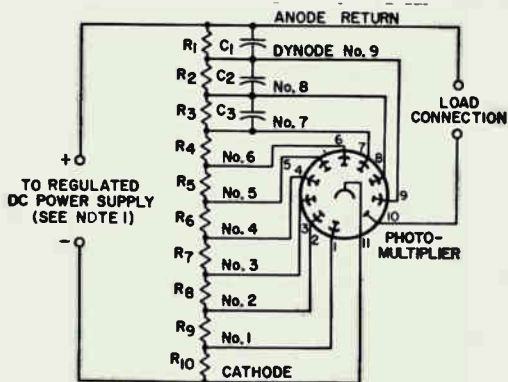 ANODE RETURN
R1
C1
DYNODE No. 9
R2
C2
No. 8
R3
C3
No. 7
R4
No. 6
R5
No. 5
R6
No. 4
R7
No. 3
R8
No. 2
R9
No. 1
R10
CATHODE
+
TO REGULATED
DC POWER SUPPLY
(SEE NOTE 1)
-
LOAD
CONNECTION
PHOTO-
MULTIPLIER
1
2
3
4
5
6
7
8
9
10
11